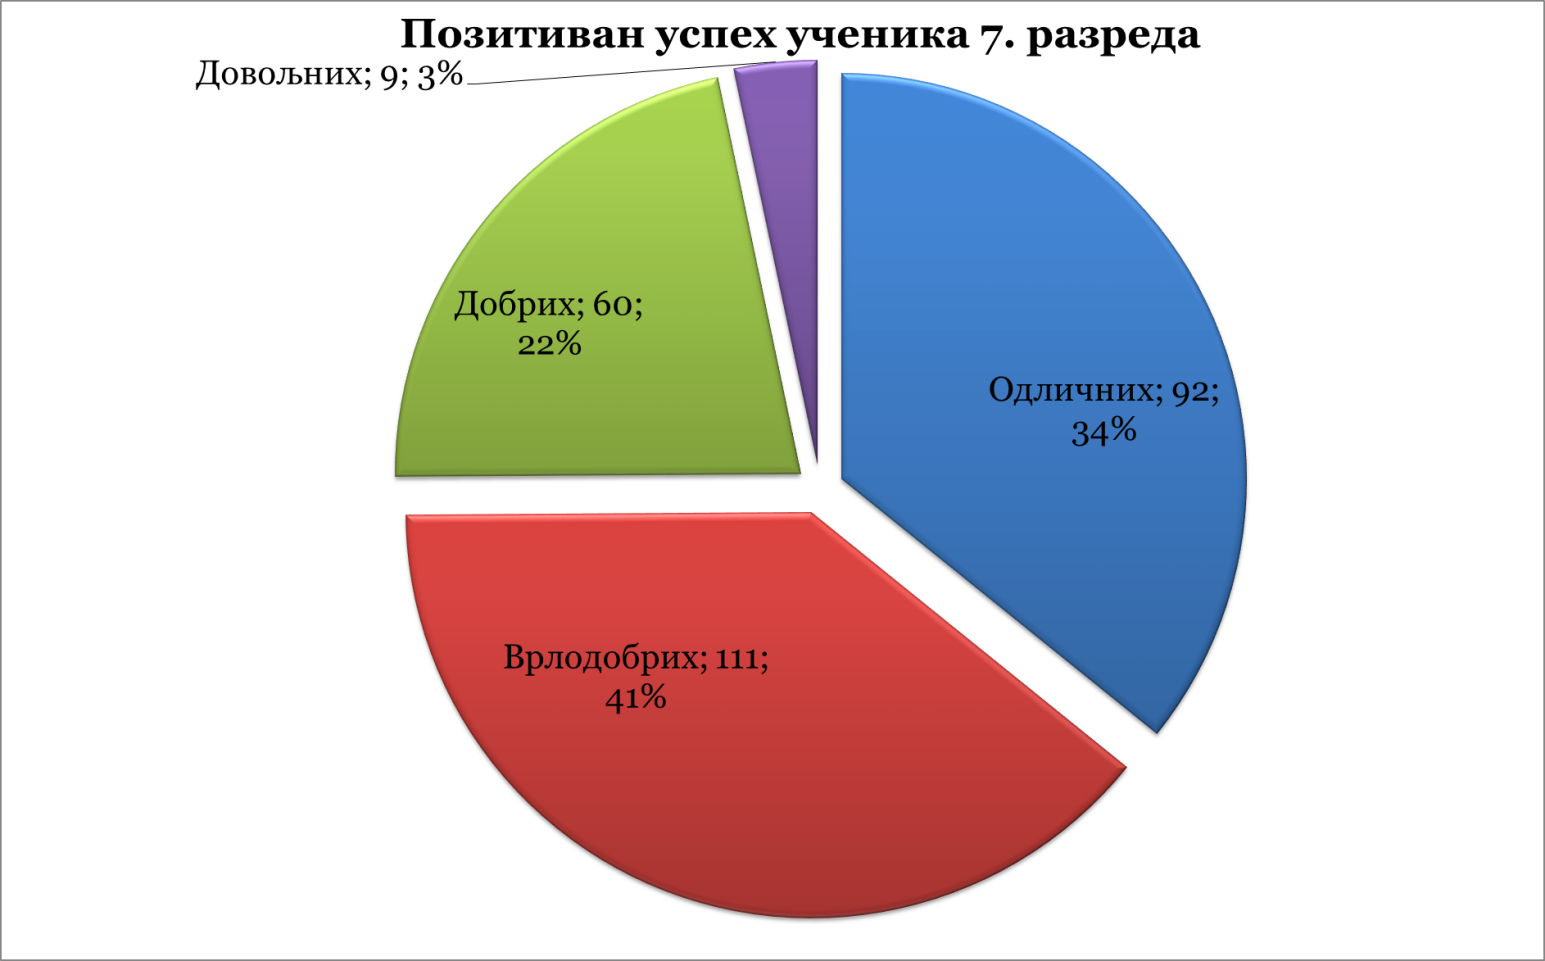 Позитиван успех ученика 7. разреда
Довољних; 9; 3%
Добрих; 60;
22%
Одличних; 92;
34%
Врлодобрих; 111;
41%